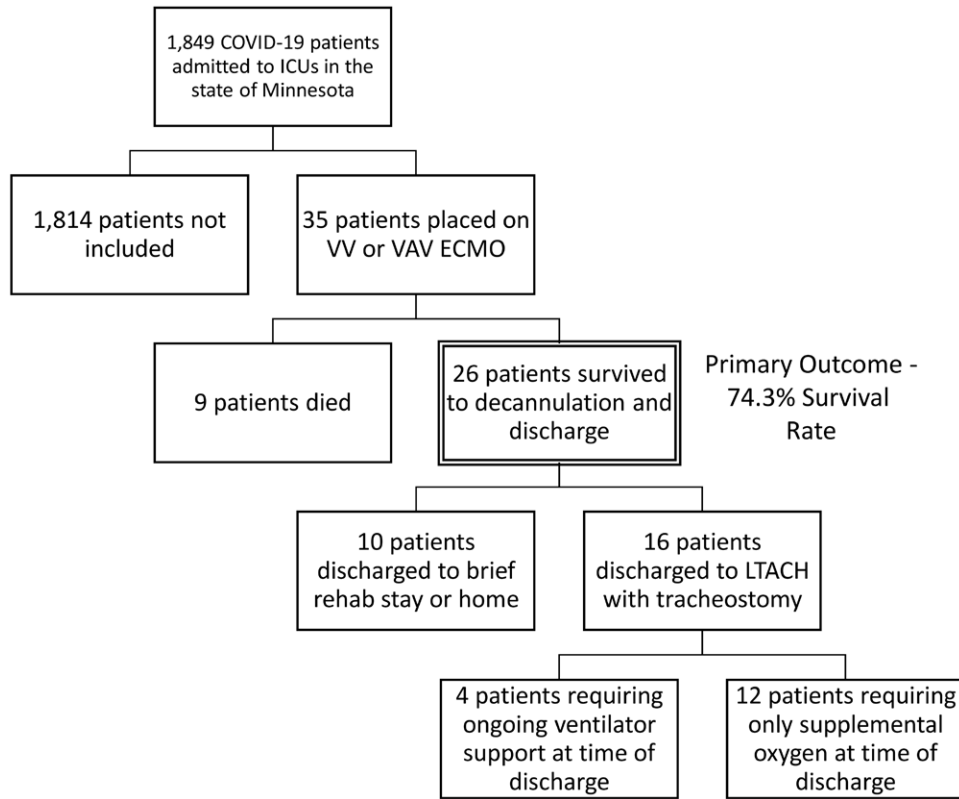 1,849 COVID-19 patients
admitted to ICUs in the
state of Minnesota
1,814 patients not
included
35 patients placed on
VV or VAV ECMO
9 patients died
26 patients survived
to decannulation and
discharge
Primary Outcome -
74.3% Survival
Rate
10 patients
discharged to brief
rehab stay or home
16 patients
discharged to LTACH
with tracheostomy
4 patients requiring
ongoing ventilator
support at time of
discharge
12 patients requiring
only supplemental
oxygen at time of
discharge